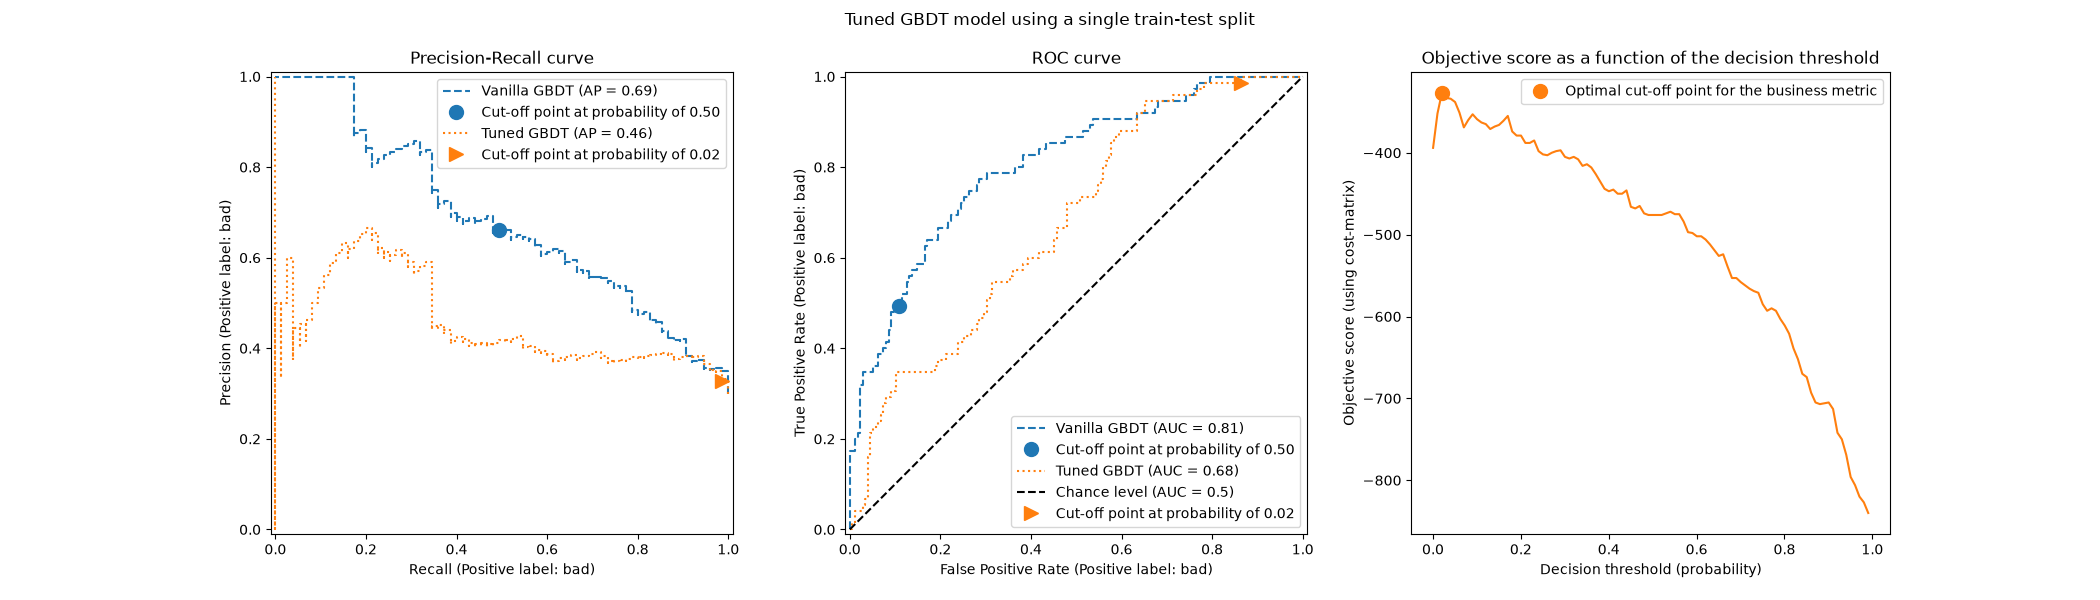 Tuned GBDT model using a single train-test split
Precision-Recall curve
1.0
0.8
0.6
0.4
0.2
0.0
Precision (Positive label: bad)
Vanilla GBDT (AP = 0.69)
Cut-off point at probability of 0.50
Tuned GBDT (AP = 0.46)
Cut-off point at probability of 0.02
0.0 0.2 0.4 0.6 0.8 1.0
Recall (Positive label: bad)
ROC curve
1.0
0.8
0.6
0.4
0.2
0.0
True Positive Rate (Positive label: bad)
Vanilla GBDT (AUC = 0.81)
Cut-off point at probability of 0.50
Tuned GBDT (AUC = 0.68)
Chance level (AUC = 0.5)
Cut-off point at probability of 0.02
0.0 0.2 0.4 0.6 0.8 1.0
False Positive Rate (Positive label: bad)
Objective score as a function of the decision threshold
Optimal cut-off point for the business metric
−400
−500
−600
−700
−800
Objective score (using cost-matrix)
0.0 0.2 0.4 0.6 0.8 1.0
Decision threshold (probability)